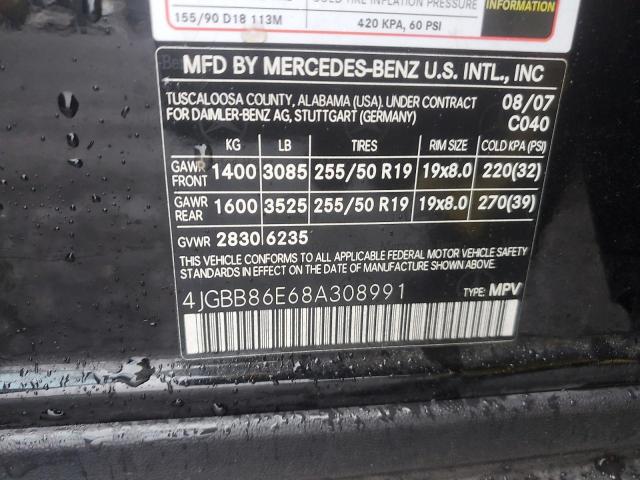 INFORMATION
COLD TIRE INFLATION PRESSURE
155/90 D18 113M 420 KPA, 60 PSI
MFD BY MERCEDES-BENZ U.S. INTL., INC
TUSCALOOSA COUNTY, ALABAMA (USA). UNDER CONTRACT 08/07
FOR DAIMLER-BENZ AG, STUTTGART (GERMANY) C040
KG LB TIRES RIM SIZE COLD KPA (PSI)
GAWR FRONT 1400 3085 255/50 R19 19x8.0 220(32)
GAWR REAR 1600 3525 255/50 R19 19x8.0 270(39)
GVWR 2830 6235
THIS VEHICLE CONFORMS TO ALL APPLICABLE FEDERAL MOTOR VEHICLE SAFETY
STANDARDS IN EFFECT ON THE DATE OF MANUFACTURE SHOWN ABOVE.
4JGBB86E68A308991 TYPE: MPV